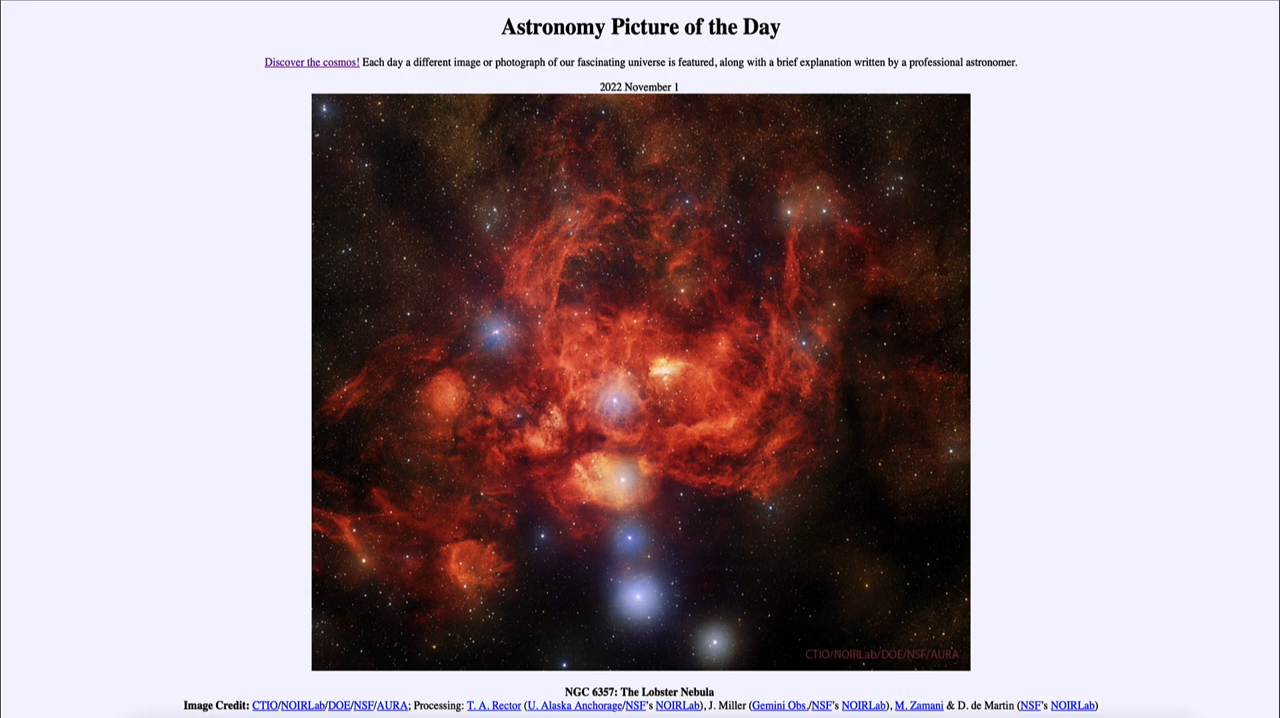 Astronomy Picture of the Day
Discover the cosmos! Each day a different image or photograph of our fascinating universe is featured, along with a brief explanation written by a professional astronomer.
2022 November 1
CTIO/NOIRLab/DOE/NSF/AURA
NGC 6357: The Lobster Nebula
Image Credit: CTIO/NOIRLab/DOE/NSF/AURA; Processing: T. A. Rector (U. Alaska Anchorage/NSF's NOIRLab), J. Miller (Gemini Obs./NSF's NOIRLab), M. Zamani & D. de Martin (NSF's NOIRLab)